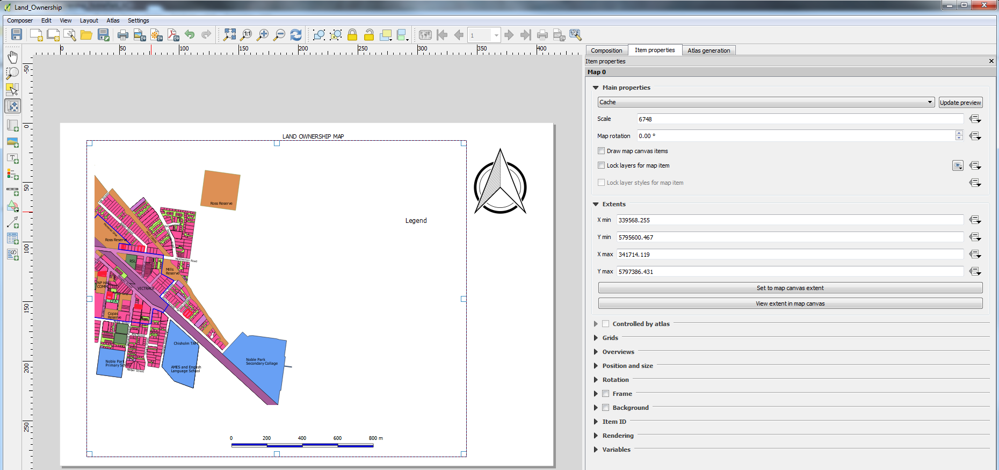 Land_Ownership
Composer Edit View Layout Atlas Settings
1:1
1
0 50 100 150 200 250 300 350 400
Composition Item properties Atlas generation
Item properties
Map 0
Main properties
Cache Update preview
Scale 6748
Map rotation 0.00 °
Draw map canvas items
Lock layers for map item
Lock layer styles for map item
Extents
X min 339568.255
Y min 5795600.467
X max 341714.119
Y max 5797386.431
Set to map canvas extent
View extent in map canvas
Controlled by atlas
Grids
Overviews
Position and size
Rotation
Frame
Background
Item ID
Rendering
Variables
-50
0
50
100
150
200
250
LAND OWNERSHIP MAP
Ross Reserve
Legend
Ross Reserve
Heatherton Road
RSL
Mills
Reserve
VICTRACK
CFA
Copas
Reserve
Chisholm TAFE
Noble Park
Primary School
AMES and English
Language School
Noble Park
Secondary Collage
0 200 400 600 800 m